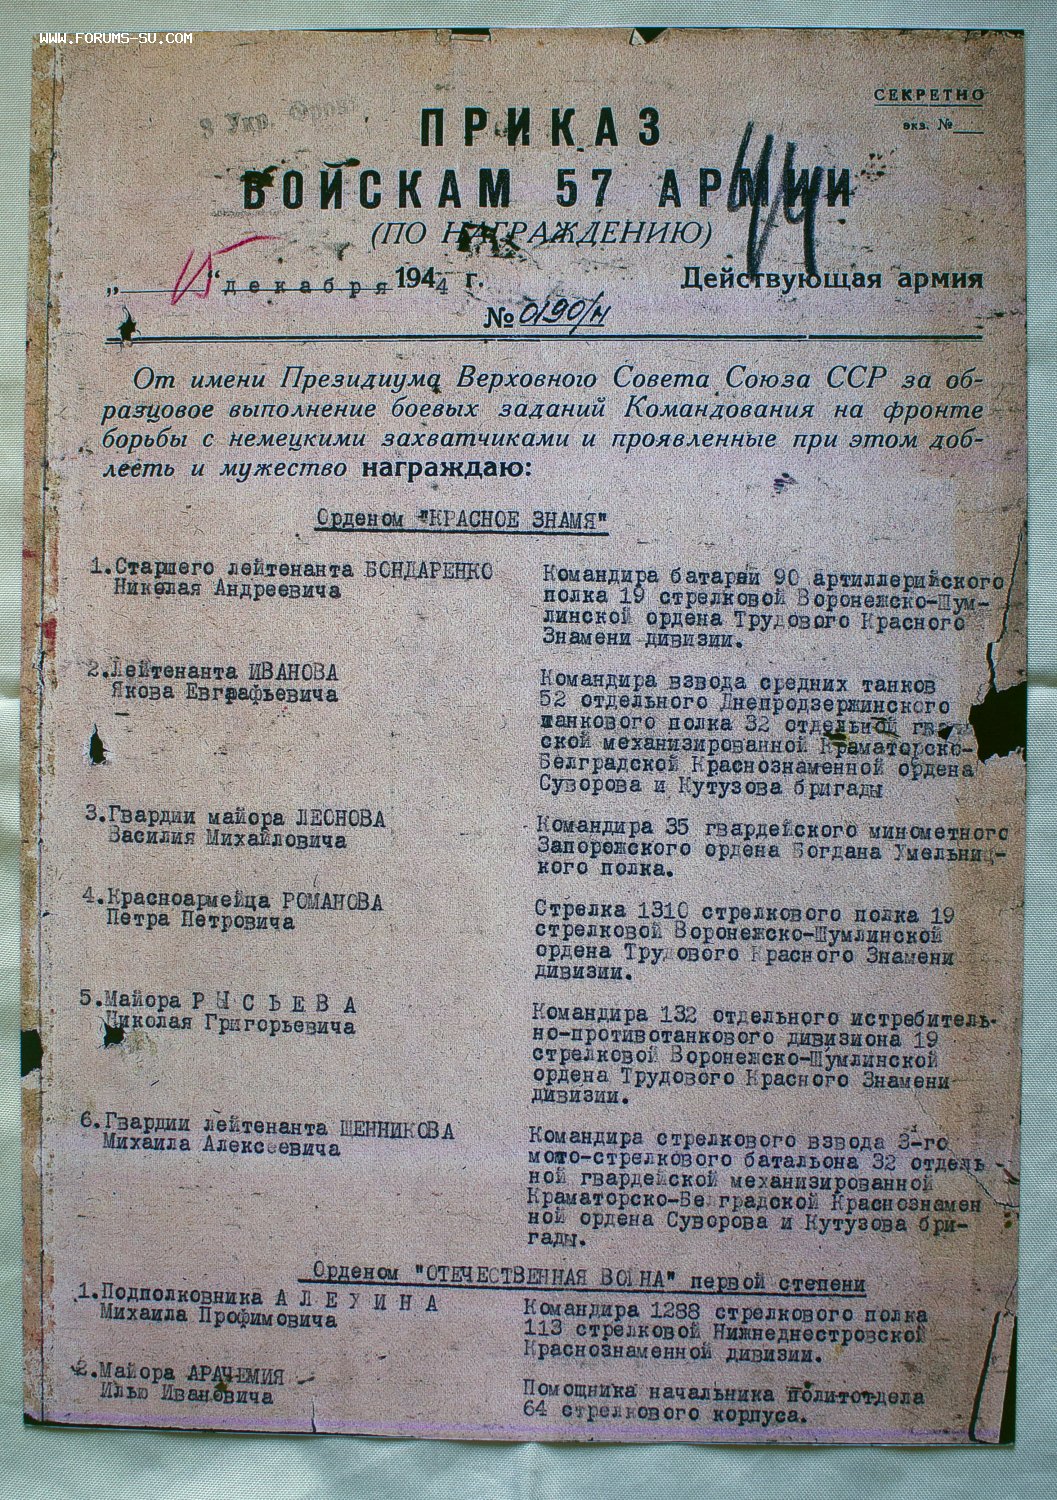 WWW.FORUMS-SU.COM
СЕКРЕТНО
экз. №
3 Укр. Фронт
ПРИКАЗ
ВОЙСКАМ 57 АРМИИ
(ПО НАГРАЖДЕНИЮ)
„15“ декабря 1944 г. Действующая армия
№ 0190/н
От имени Президиума Верховного Совета Союза ССР за об-
разцовое выполнение боевых заданий Командования на фронте
борьбы с немецкими захватчиками и проявленные при этом доб-
лесть и мужество награждаю:
Орденом "КРАСНОЕ ЗНАМЯ"
1.Старшего лейтенанта БОНДАРЕНКО
Николая Андреевича
Командира батареи 90 артиллерийского
полка 19 стрелковой Воронежско-Шум-
линской ордена Трудового Красного
Знамени дивизии.
2.Лейтенанта ИВАНОВА
Якова Евграфьевича
Командира взвода средних танков
52 отдельного Днепродзержинского
танкового полка 32 отдельной
ской механизированной Краматорско-
Белградской Краснознаменной ордена
Суворова и Кутузова бригады
3.Гвардии майора ЛЕОНОВА
Василия Михайловича
Командира 35 гвардейского минометного
Запорожского ордена Богдана Хмельниц-
кого полка.
4.Красноармейца РОМАНОВА
Петра Петровича
Стрелка 1310 стрелкового полка 19
стрелковой Воронежско-Шумлинской
ордена Трудового Красного Знамени
дивизии.
5.Майора Р Ы С Ь Е В А
Николая Григорьевича
Командира 132 отдельного истребитель-
но-противотанкового дивизиона 19
стрелковой Воронежско-Шумлинской
ордена Трудового Красного Знамени
дивизии.
6.Гвардии лейтенанта ШЕННИКОВА
Михаила Алексеевича
Командира стрелкового взвода 3-го
мото-стрелкового батальона 32 отдель-
ной гвардейской механизированной
Краматорско-Белградской Краснознамен
ной ордена Суворова и Кутузова бри-
гады.
Орденом "ОТЕЧЕСТВЕННАЯ ВОЙНА" первой степени
1.Подполковника А Л Е Х И Н А
Михаила Профимовича
Командира 1288 стрелкового полка
113 стрелковой Нижнеднестровской
Краснознаменной дивизии.
2.Майора АРАЧЕМИЯ
Илью Ивановича
Помощника начальника политотдела
64 стрелкового корпуса.